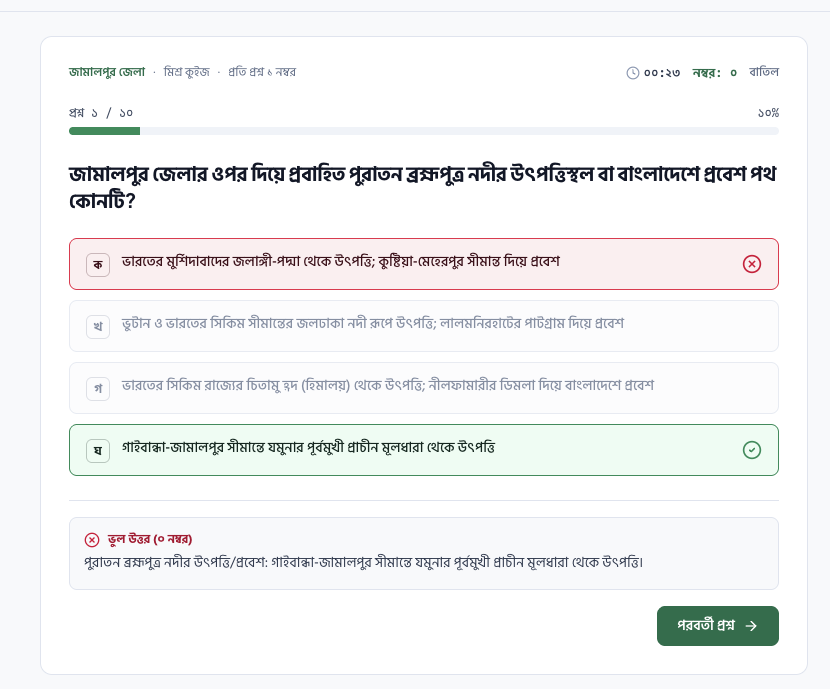 জামালপুর জেলা · মিশ্র কুইজ · প্রতি প্রশ্ন ১ নম্বর
০০:২৩ নম্বর: ০ বাতিল
প্রশ্ন ১ / ১০
১০%
জামালপুর জেলার ওপর দিয়ে প্রবাহিত পুরাতন ব্রহ্মপুত্র নদীর উৎপত্তিস্থল বা বাংলাদেশে প্রবেশ পথ
কোনটি?
ক ভারতের মুর্শিদাবাদের জলাঙ্গী-পদ্মা থেকে উৎপত্তি; কুষ্টিয়া-মেহেরপুর সীমান্ত দিয়ে প্রবেশ
খ ভুটান ও ভারতের সিকিম সীমান্তের জলঢাকা নদী রূপে উৎপত্তি; লালমনিরহাটের পাটগ্রাম দিয়ে প্রবেশ
গ ভারতের সিকিম রাজ্যের চিতামু হ্রদ (হিমালয়) থেকে উৎপত্তি; নীলফামারীর ডিমলা দিয়ে বাংলাদেশে প্রবেশ
ঘ গাইবান্ধা-জামালপুর সীমান্তে যমুনার পূর্বমুখী প্রাচীন মূলধারা থেকে উৎপত্তি
ভুল উত্তর (০ নম্বর)
পুরাতন ব্রহ্মপুত্র নদীর উৎপত্তি/প্রবেশ: গাইবান্ধা-জামালপুর সীমান্তে যমুনার পূর্বমুখী প্রাচীন মূলধারা থেকে উৎপত্তি।
পরবর্তী প্রশ্ন →